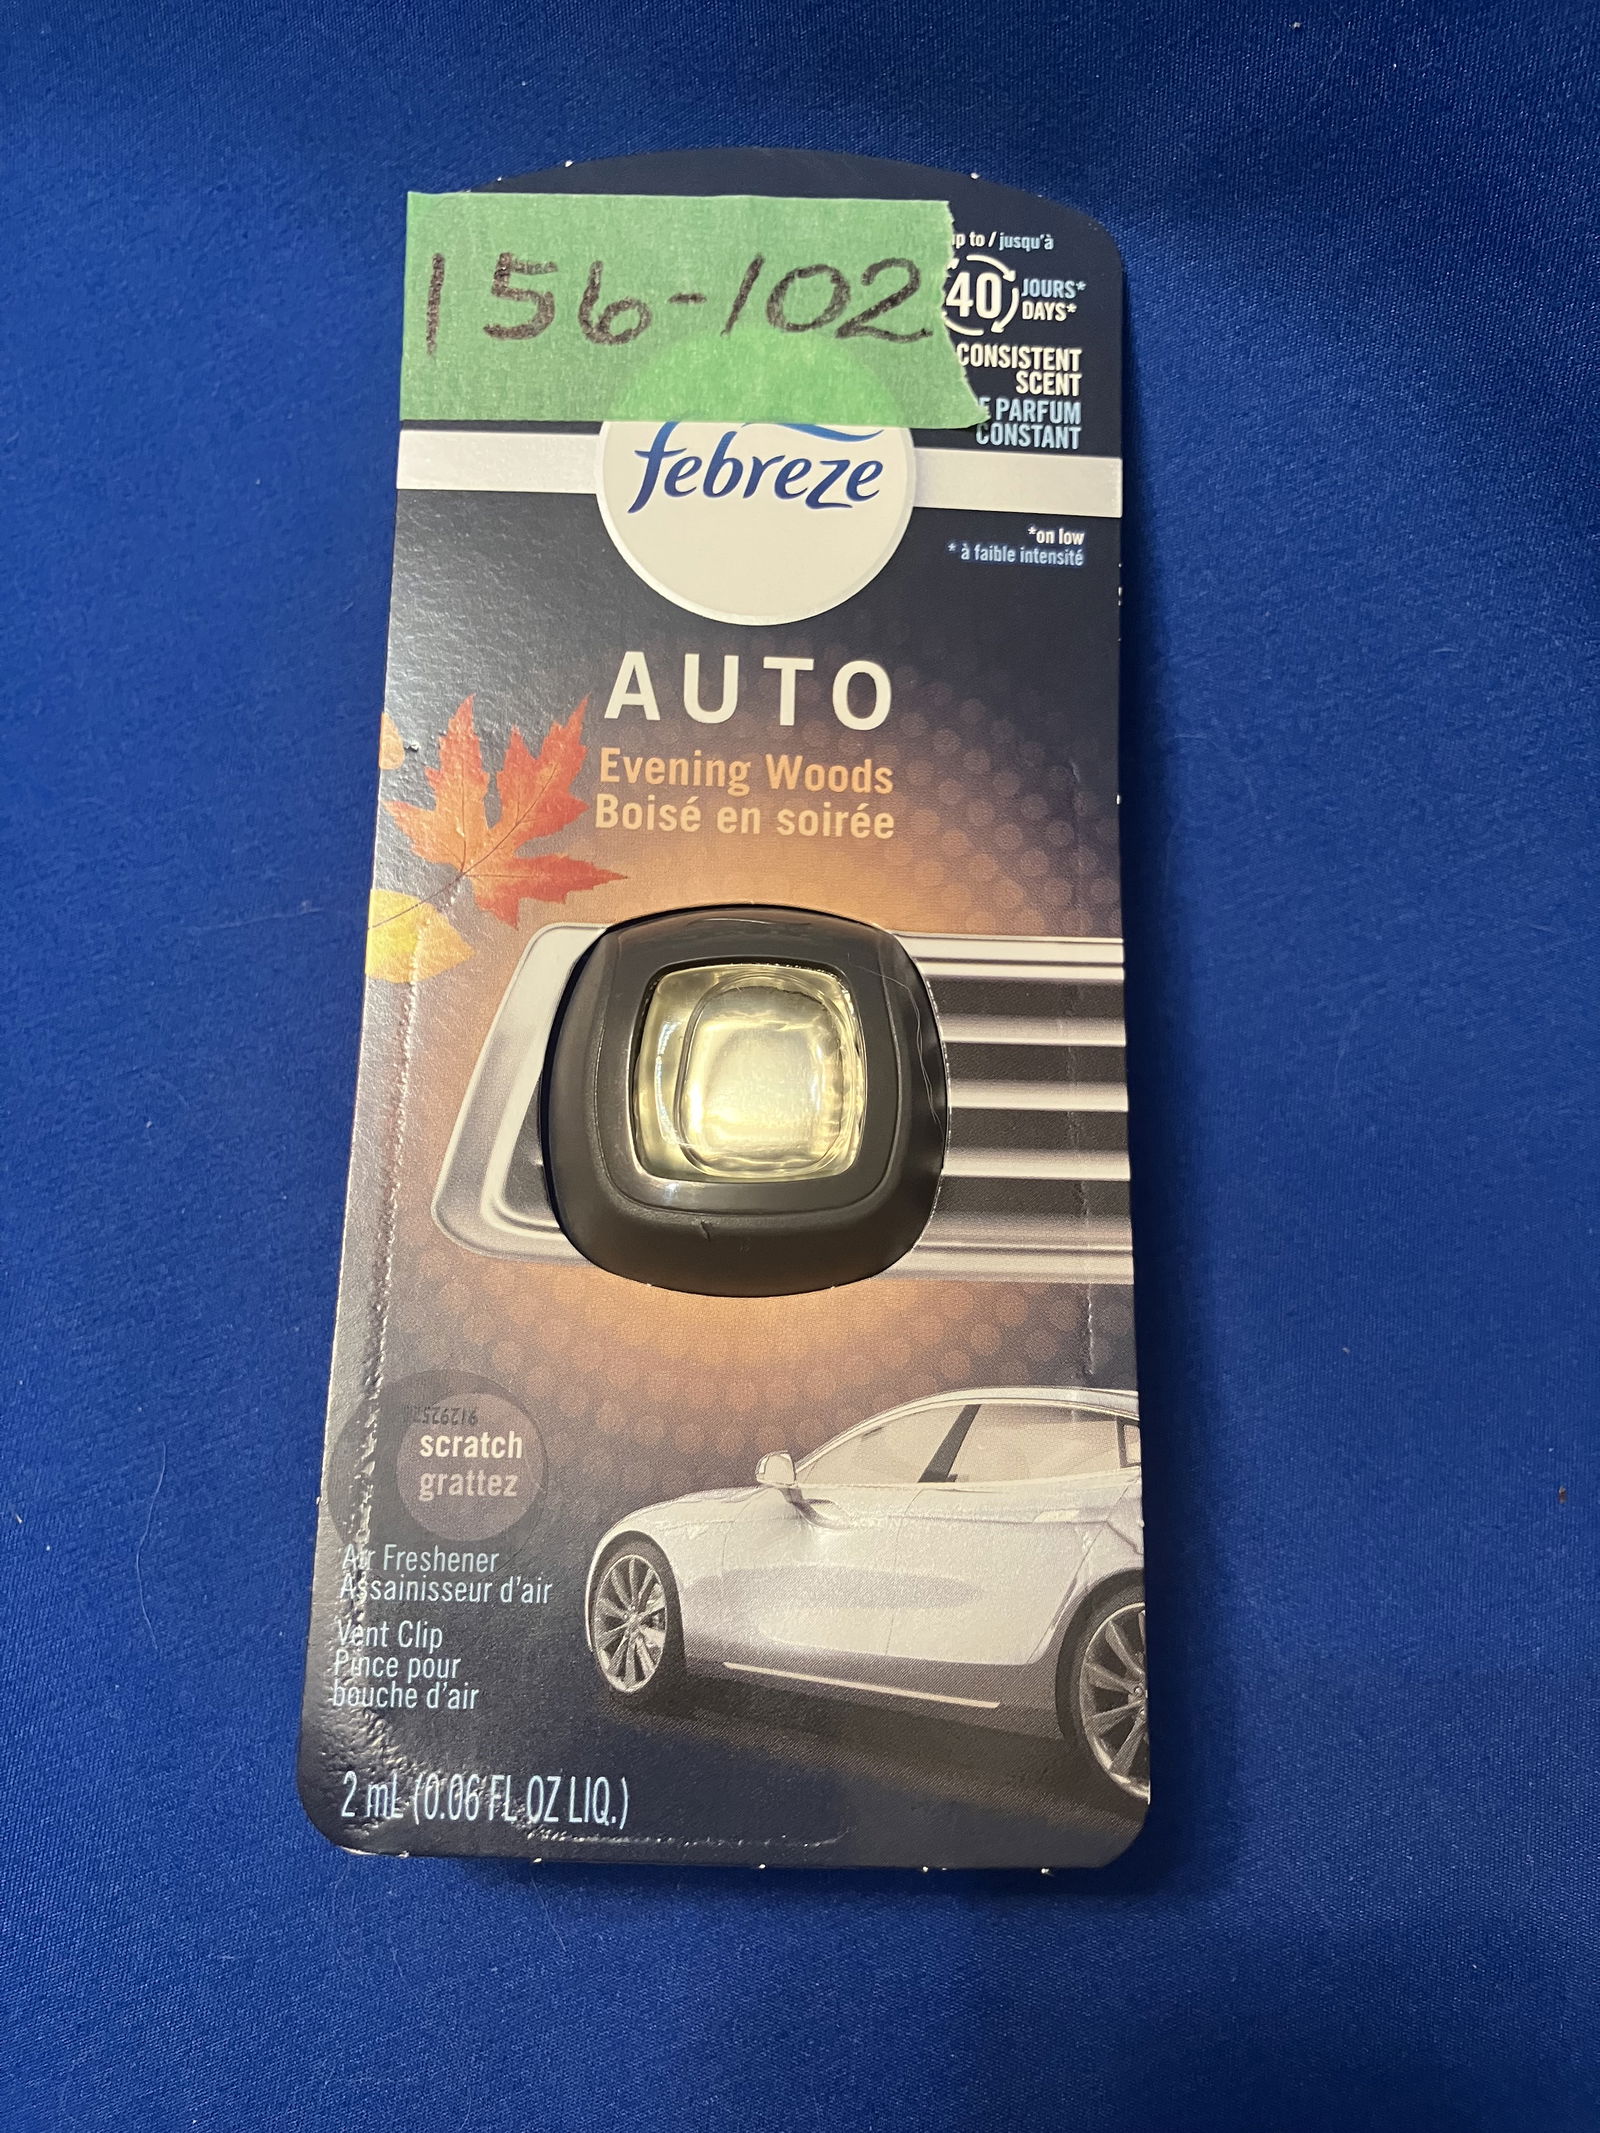 156-102
up to / jusqu'à
40 JOURS*
DAYS*
CONSISTENT
SCENT
PARFUM
CONSTANT
febreze
*on low
* à faible intensité
AUTO
Evening Woods
Boisé en soirée
scratch
grattez
Air Freshener
Assainisseur d'air
Vent Clip
Pince pour
bouche d'air
2 mL (0.06 FL OZ LIQ.)